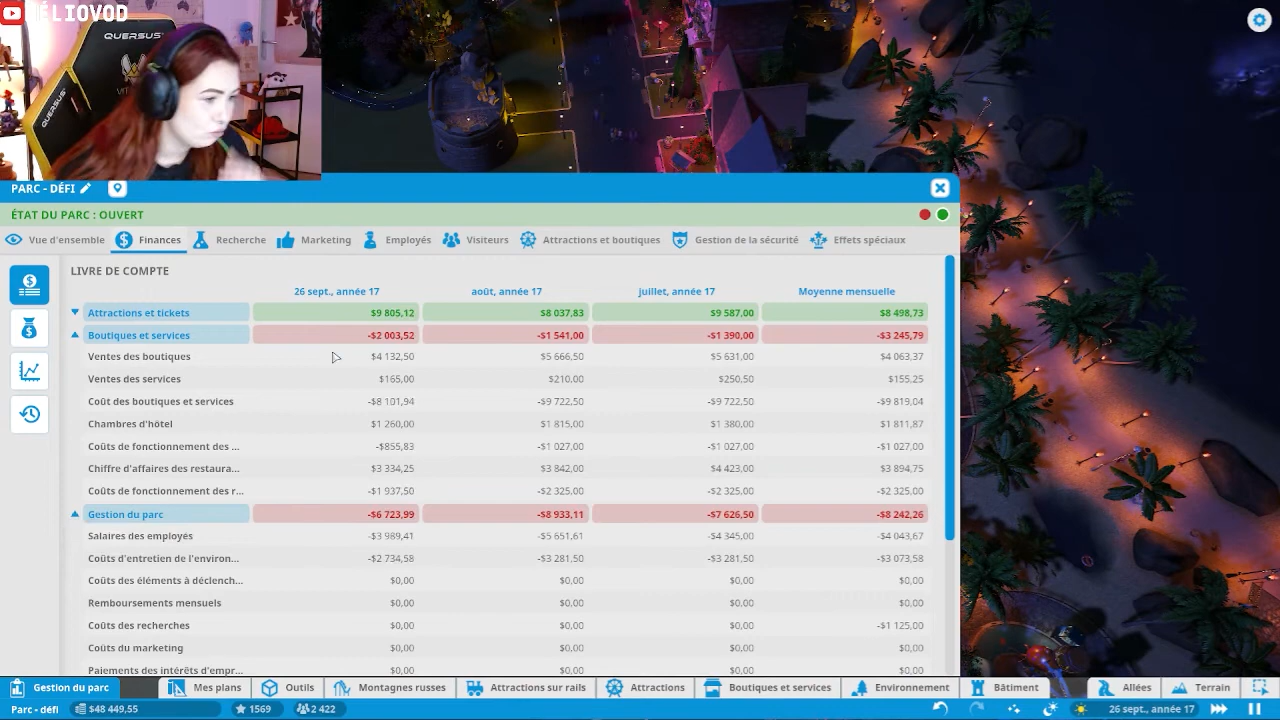 ÉLIOVOD
QUERSUS
QUERSUS
PARC - DÉFI
ÉTAT DU PARC : OUVERT
Vue d'ensemble Finances Recherche Marketing Employés Visiteurs Attractions et boutiques Gestion de la sécurité Effets spéciaux
LIVRE DE COMPTE
26 sept., année 17 août, année 17 juillet, année 17 Moyenne mensuelle
Attractions et tickets $9 805,12 $8 037,83 $9 587,00 $8 498,73
Boutiques et services -$2 003,52 -$1 541,00 -$1 390,00 -$3 245,79
Ventes des boutiques $4 132,50 $5 666,50 $5 631,00 $4 063,37
Ventes des services $165,00 $210,00 $250,50 $155,25
Coût des boutiques et services -$8 101,94 -$9 722,50 -$9 722,50 -$9 819,04
Chambres d'hôtel $1 260,00 $1 815,00 $1 380,00 $1 811,87
Coûts de fonctionnement des ... -$855,83 -$1 027,00 -$1 027,00 -$1 027,00
Chiffre d'affaires des restaura... $3 334,25 $3 842,00 $4 423,00 $3 894,75
Coûts de fonctionnement des r... -$1 937,50 -$2 325,00 -$2 325,00 -$2 325,00
Gestion du parc -$6 723,99 -$8 933,11 -$7 626,50 -$8 242,26
Salaires des employés -$3 989,41 -$5 651,61 -$4 345,00 -$4 043,67
Coûts d'entretien de l'environ... -$2 734,58 -$3 281,50 -$3 281,50 -$3 073,58
Coûts des éléments à déclench... $0,00 $0,00 $0,00 $0,00
Remboursements mensuels $0,00 $0,00 $0,00 $0,00
Coûts des recherches $0,00 $0,00 $0,00 -$1 125,00
Coûts du marketing $0,00 $0,00 $0,00 $0,00
Paiements des intérêts d'empr... $0,00 $0,00 $0,00 $0,00
Gestion du parc Mes plans Outils Montagnes russes Attractions sur rails Attractions Boutiques et services Environnement Bâtiment Allées Terrain
Parc - défi $48 449,55 1569 2 422 26 sept., année 17